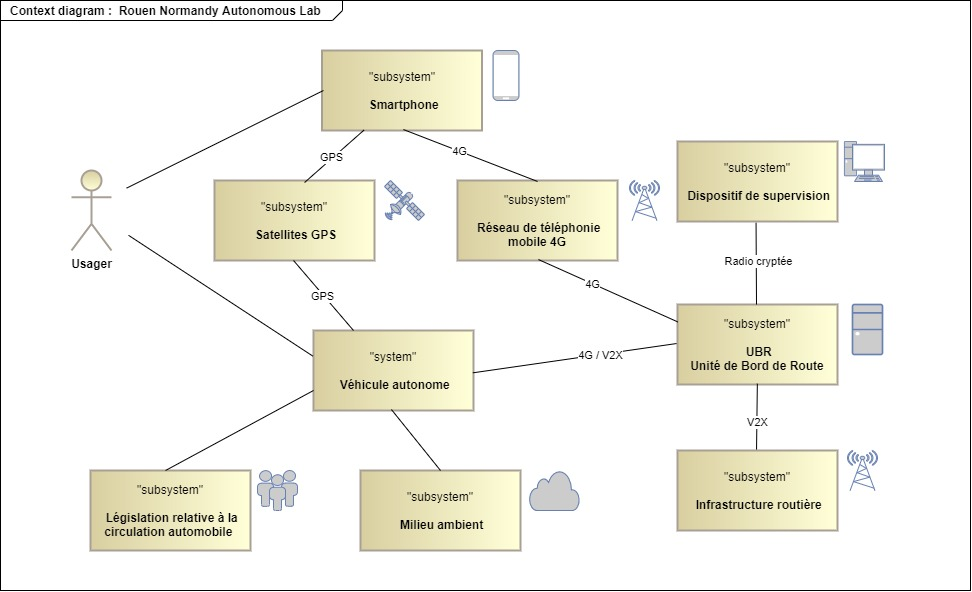 Context diagram : Rouen Normandy Autonomous Lab
"subsystem"
Smartphone
GPS
4G
"subsystem"
Dispositif de supervision
"subsystem"
Satellites GPS
"subsystem"
Réseau de téléphonie
mobile 4G
Usager
Radio cryptée
GPS
4G
"subsystem"
UBR
Unité de Bord de Route
"system"
Véhicule autonome
4G / V2X
V2X
"subsystem"
Législation relative à la
circulation automobile
"subsystem"
Milieu ambient
"subsystem"
Infrastructure routière